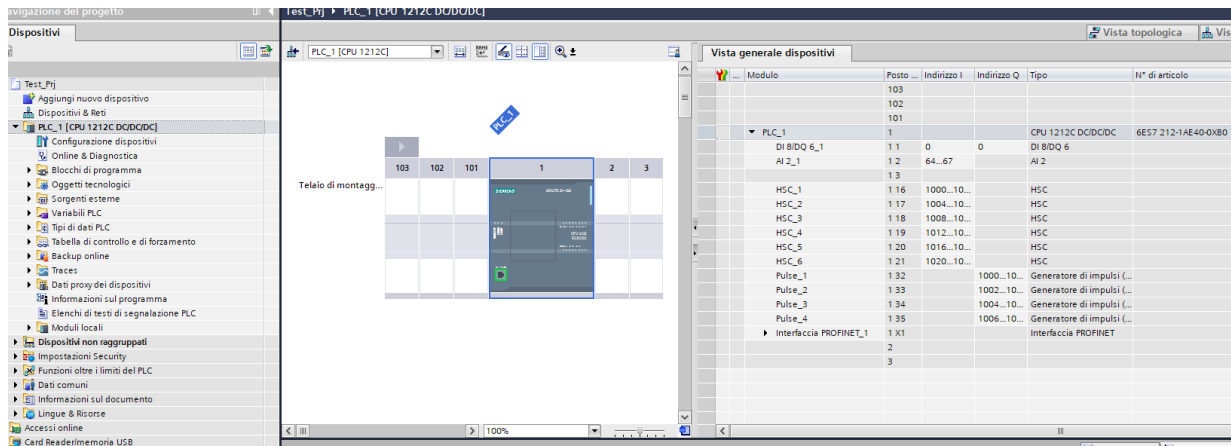 avigazione del progetto
Test_Prj ▸ PLC_1 [CPU 1212C DC/DC/DC]
Dispositivi
Vista topologica
Vis
PLC_1 [CPU 1212C]
Vista generale dispositivi
Test_Prj
Aggiungi nuovo dispositivo
Dispositivi & Reti
PLC_1 [CPU 1212C DC/DC/DC]
Configurazione dispositivi
Online & Diagnostica
Blocchi di programma
Oggetti tecnologici
Sorgenti esterne
Variabili PLC
Tipi di dati PLC
Tabella di controllo e di forzamento
Backup online
Traces
Dati proxy dei dispositivi
Informazioni sul programma
Elenchi di testi di segnalazione PLC
Moduli locali
Dispositivi non raggruppati
Impostazioni Security
Funzioni oltre i limiti del PLC
Dati comuni
Informazioni sul documento
Lingue & Risorse
Accessi online
Card Reader/memoria USB
PLC_1
103 102 101 1 2 3
Telaio di montagg...
SIEMENS
100%
... Modulo Posto ... Indirizzo I Indirizzo Q Tipo N° di articolo
103
102
101
PLC_1 1 CPU 1212C DC/DC/DC 6ES7 212-1AE40-0XB0
DI 8/DQ 6_1 1 1 0 0 DI 8/DQ 6
AI 2_1 1 2 64...67 AI 2
1 3
HSC_1 1 16 1000...10... HSC
HSC_2 1 17 1004...10... HSC
HSC_3 1 18 1008...10... HSC
HSC_4 1 19 1012...10... HSC
HSC_5 1 20 1016...10... HSC
HSC_6 1 21 1020...10... HSC
Pulse_1 1 32 1000...10... Generatore di impulsi (...
Pulse_2 1 33 1002...10... Generatore di impulsi (...
Pulse_3 1 34 1004...10... Generatore di impulsi (...
Pulse_4 1 35 1006...10... Generatore di impulsi (...
Interfaccia PROFINET_1 1 X1 Interfaccia PROFINET
2
3